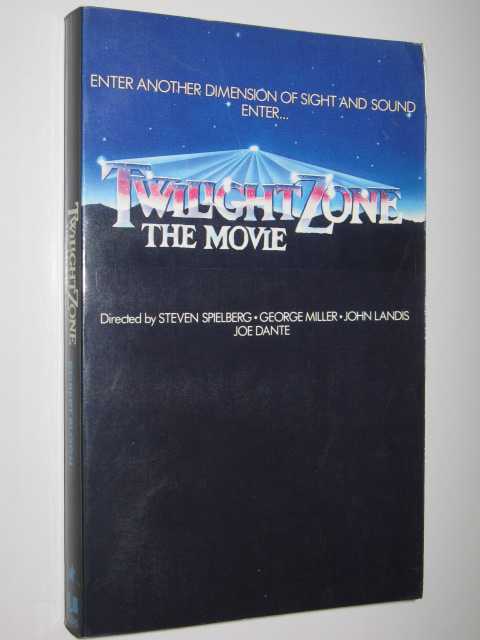 ENTER ANOTHER DIMENSION OF SIGHT AND SOUND
ENTER...
TWILIGHT ZONE
THE MOVIE
Directed by STEVEN SPIELBERG • GEORGE MILLER • JOHN LANDIS
JOE DANTE
TWILIGHT ZONE